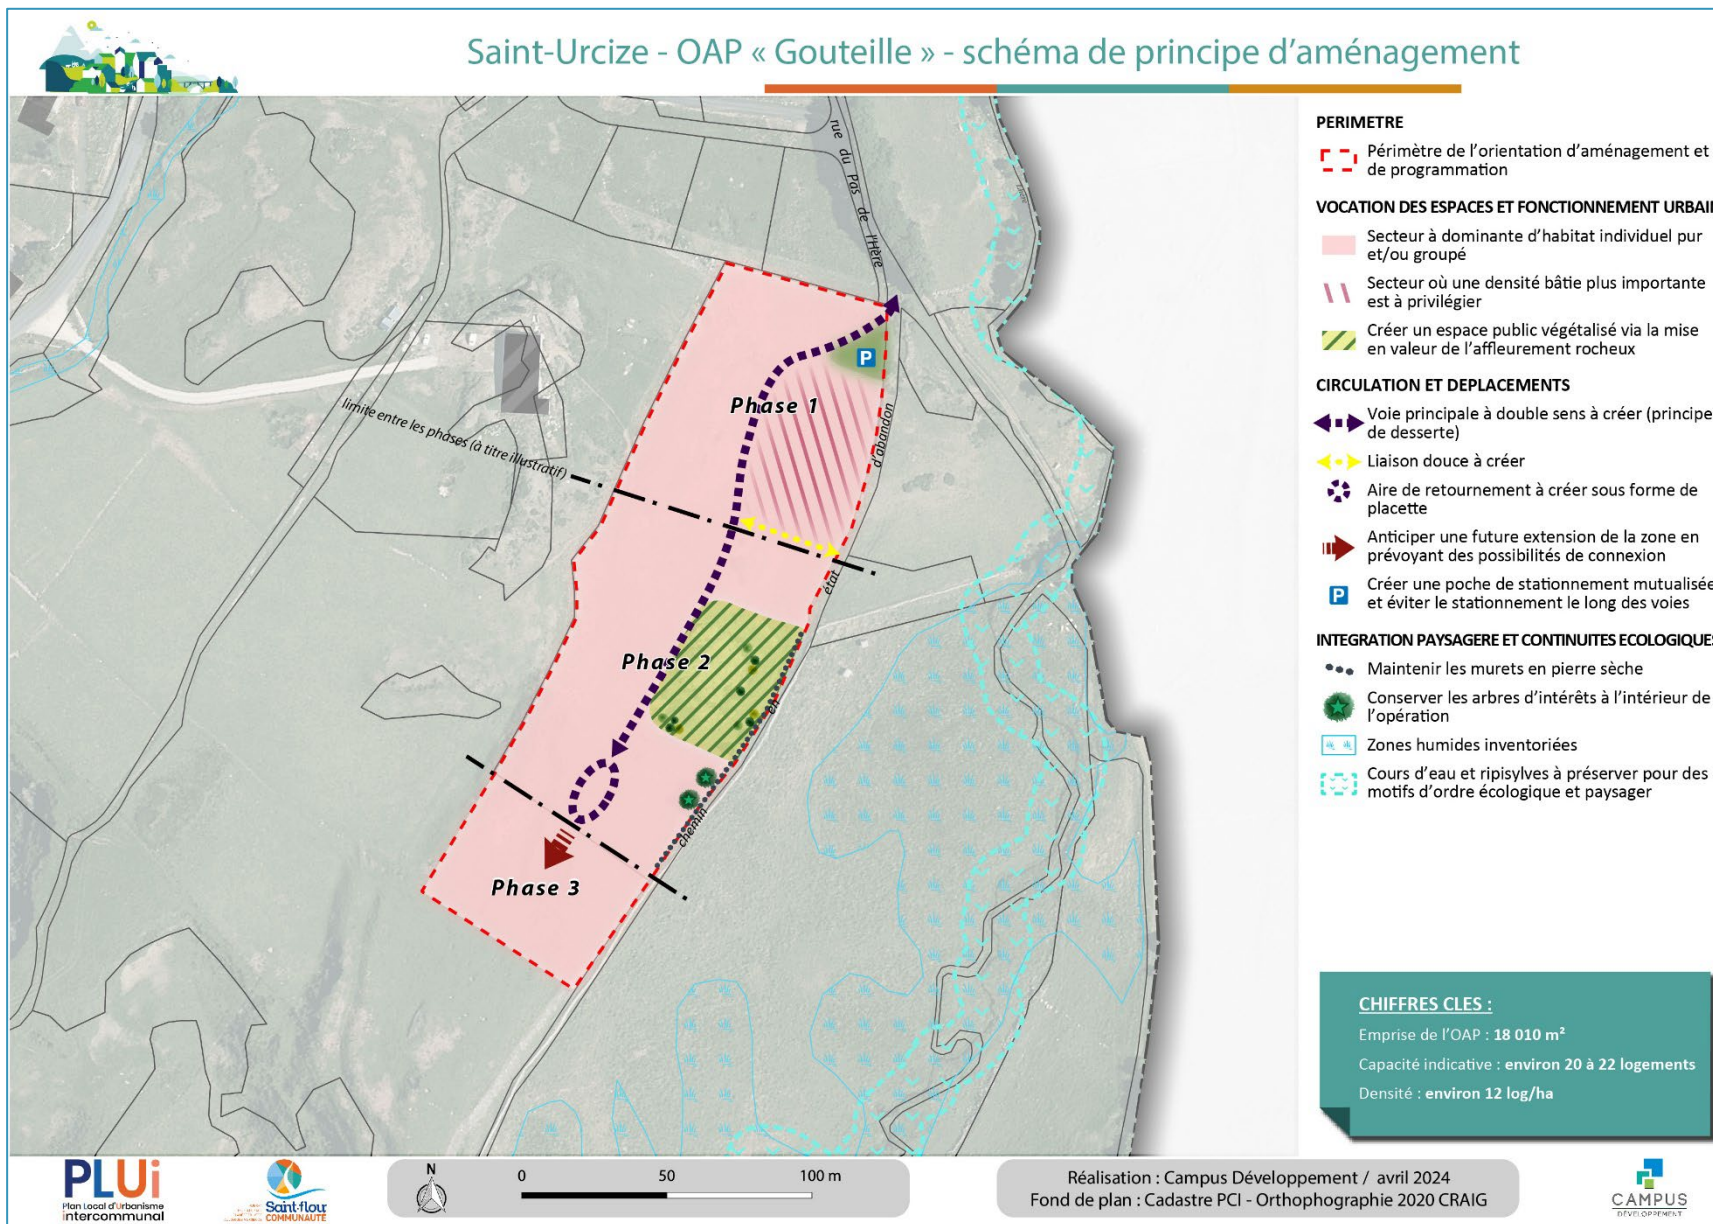 Saint-Urcize - OAP « Gouteille » - schéma de principe d'aménagement
rue du Pas de l'Hère
limite entre les phases (à titre illustratif)
Phase 1
d'abandon
état
Phase 2
en
chemin
Phase 3
PERIMETRE
Périmètre de l'orientation d'aménagement et
de programmation
VOCATION DES ESPACES ET FONCTIONNEMENT URBAI
Secteur à dominante d'habitat individuel pur
et/ou groupé
Secteur où une densité bâtie plus importante
est à privilégier
Créer un espace public végétalisé via la mise
en valeur de l'affleurement rocheux
CIRCULATION ET DEPLACEMENTS
Voie principale à double sens à créer (principe
de desserte)
Liaison douce à créer
Aire de retournement à créer sous forme de
placette
Anticiper une future extension de la zone en
prévoyant des possibilités de connexion
P
P
Créer une poche de stationnement mutualisée
et éviter le stationnement le long des voies
INTEGRATION PAYSAGERE ET CONTINUITES ECOLOGIQUES
Maintenir les murets en pierre sèche
Conserver les arbres d'intérêts à l'intérieur de
l'opération
Zones humides inventoriées
Cours d'eau et ripisylves à préserver pour des
motifs d'ordre écologique et paysager
CHIFFRES CLES :
Emprise de l'OAP : 18 010 m²
Capacité indicative : environ 20 à 22 logements
Densité : environ 12 log/ha
PLUi
Plan Local d'Urbanisme
intercommunal
Saint-flour
COMMUNAUTÉ
N
0 50 100 m
Réalisation : Campus Développement / avril 2024
Fond de plan : Cadastre PCI - Orthophographie 2020 CRAIG
CAMPUS
DÉVELOPPEMENT